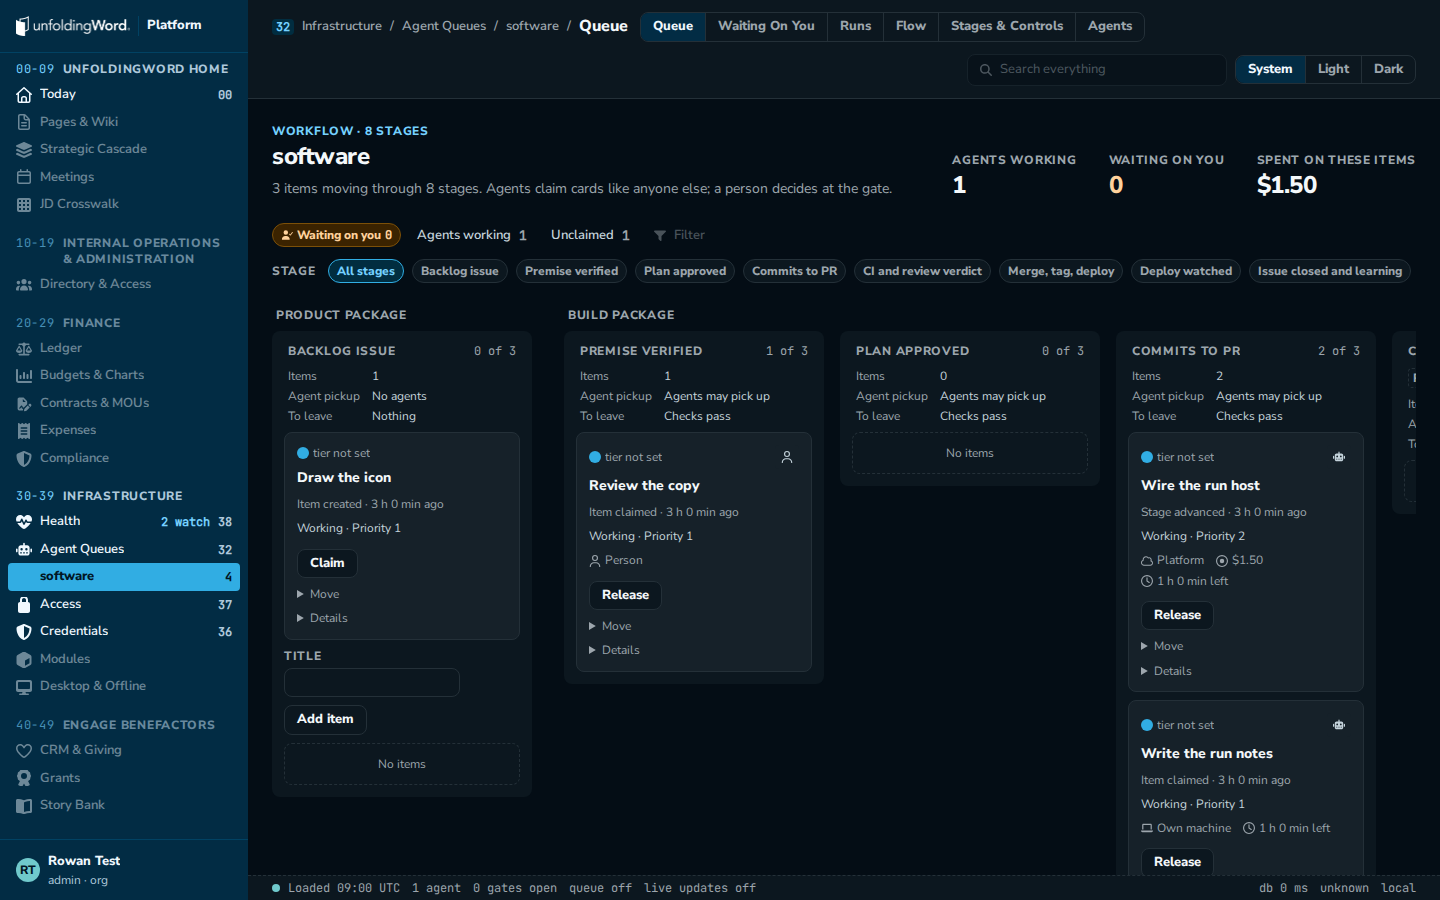 unfoldingWord. Platform
00-09 UNFOLDINGWORD HOME
Today 00
Pages & Wiki
Strategic Cascade
Meetings
JD Crosswalk
10-19 INTERNAL OPERATIONS
& ADMINISTRATION
Directory & Access
20-29 FINANCE
Ledger
Budgets & Charts
Contracts & MOUs
Expenses
Compliance
30-39 INFRASTRUCTURE
Health 2 watch 38
Agent Queues 32
software 4
Access 37
Credentials 36
Modules
Desktop & Offline
40-49 ENGAGE BENEFACTORS
CRM & Giving
Grants
Story Bank
RT Rowan Test
admin · org
32 Infrastructure / Agent Queues / software / Queue
Queue Waiting On You Runs Flow Stages & Controls Agents
Search everything
System Light Dark
WORKFLOW · 8 STAGES
software
3 items moving through 8 stages. Agents claim cards like anyone else; a person decides at the gate.
AGENTS WORKING
1
WAITING ON YOU
0
SPENT ON THESE ITEMS
$1.50
Waiting on you 0 Agents working 1 Unclaimed 1 Filter
STAGE All stages Backlog issue Premise verified Plan approved Commits to PR CI and review verdict Merge, tag, deploy Deploy watched Issue closed and learning
PRODUCT PACKAGE
BACKLOG ISSUE 0 of 3
Items 1
Agent pickup No agents
To leave Nothing
tier not set
Draw the icon
Item created · 3 h 0 min ago
Working · Priority 1
Claim
Move
Details
TITLE
Add item
No items
BUILD PACKAGE
PREMISE VERIFIED 1 of 3
Items 1
Agent pickup Agents may pick up
To leave Checks pass
tier not set
Review the copy
Item claimed · 3 h 0 min ago
Working · Priority 1
Person
Release
Move
Details
PLAN APPROVED 0 of 3
Items 0
Agent pickup Agents may pick up
To leave Checks pass
No items
COMMITS TO PR 2 of 3
Items 2
Agent pickup Agents may pick up
To leave Checks pass
tier not set
Wire the run host
Stage advanced · 3 h 0 min ago
Working · Priority 2
Platform $1.50
1 h 0 min left
Release
Move
Details
tier not set
Write the run notes
Item claimed · 3 h 0 min ago
Working · Priority 1
Own machine 1 h 0 min left
Release
Loaded 09:00 UTC 1 agent 0 gates open queue off live updates off
db 0 ms unknown local